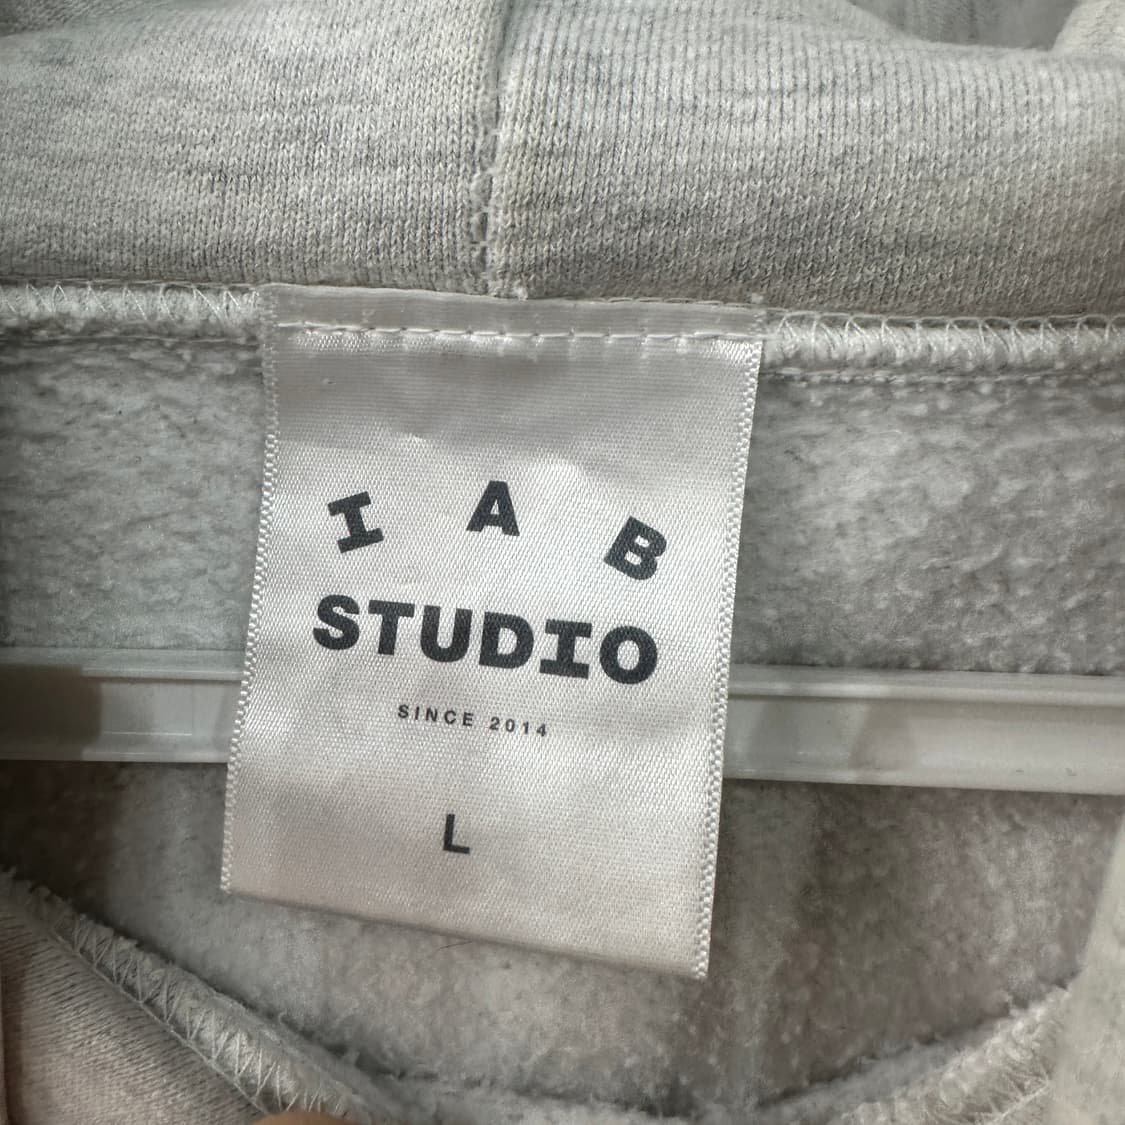 I A B
STUDIO
SINCE 2014
L